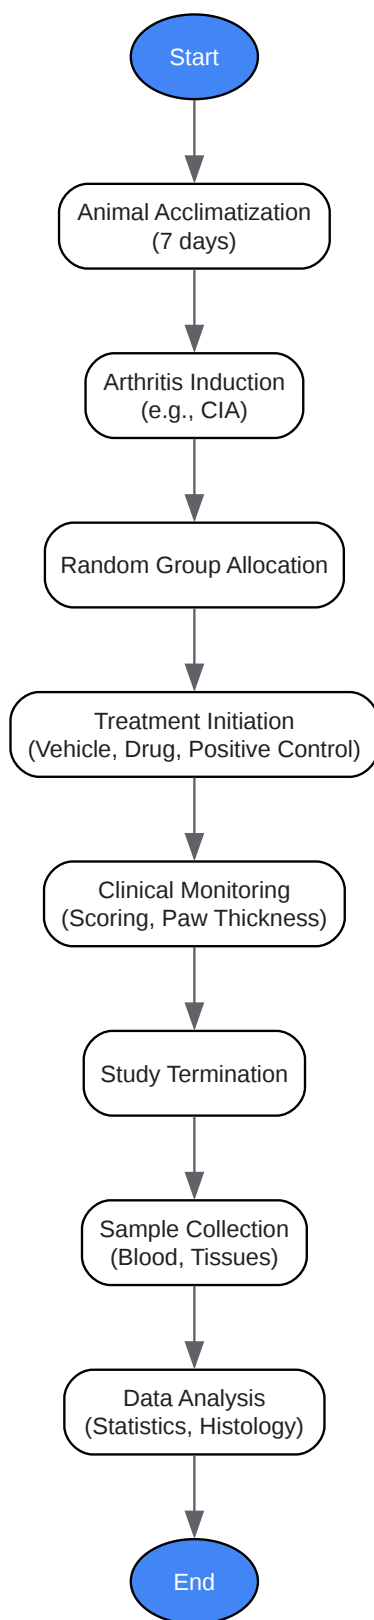 Start
Animal Acclimatization
(7 days)
Arthritis Induction
(e.g., CIA)
Random Group Allocation
Treatment Initiation
(Vehicle, Drug, Positive Control)
Clinical Monitoring
(Scoring, Paw Thickness)
Study Termination
Sample Collection
(Blood, Tissues)
Data Analysis
(Statistics, Histology)
End